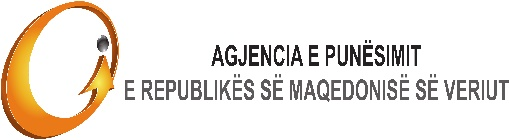 AGJENCIA E PUNËSIMIT
E REPUBLIKËS SË MAQEDONISË SË VERIUT